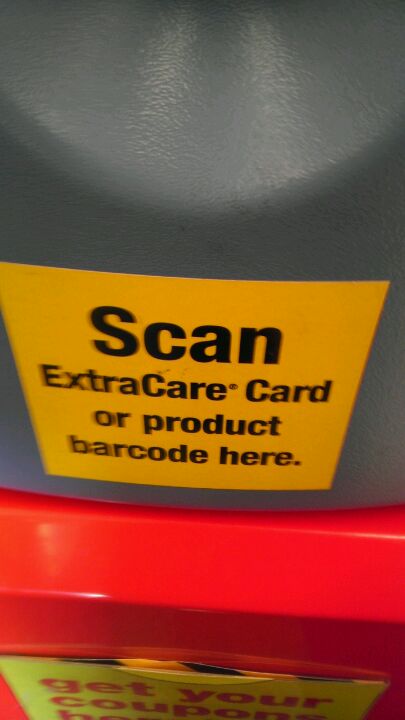 Scan
ExtraCare® Card
or product
barcode here.
get your
coupons